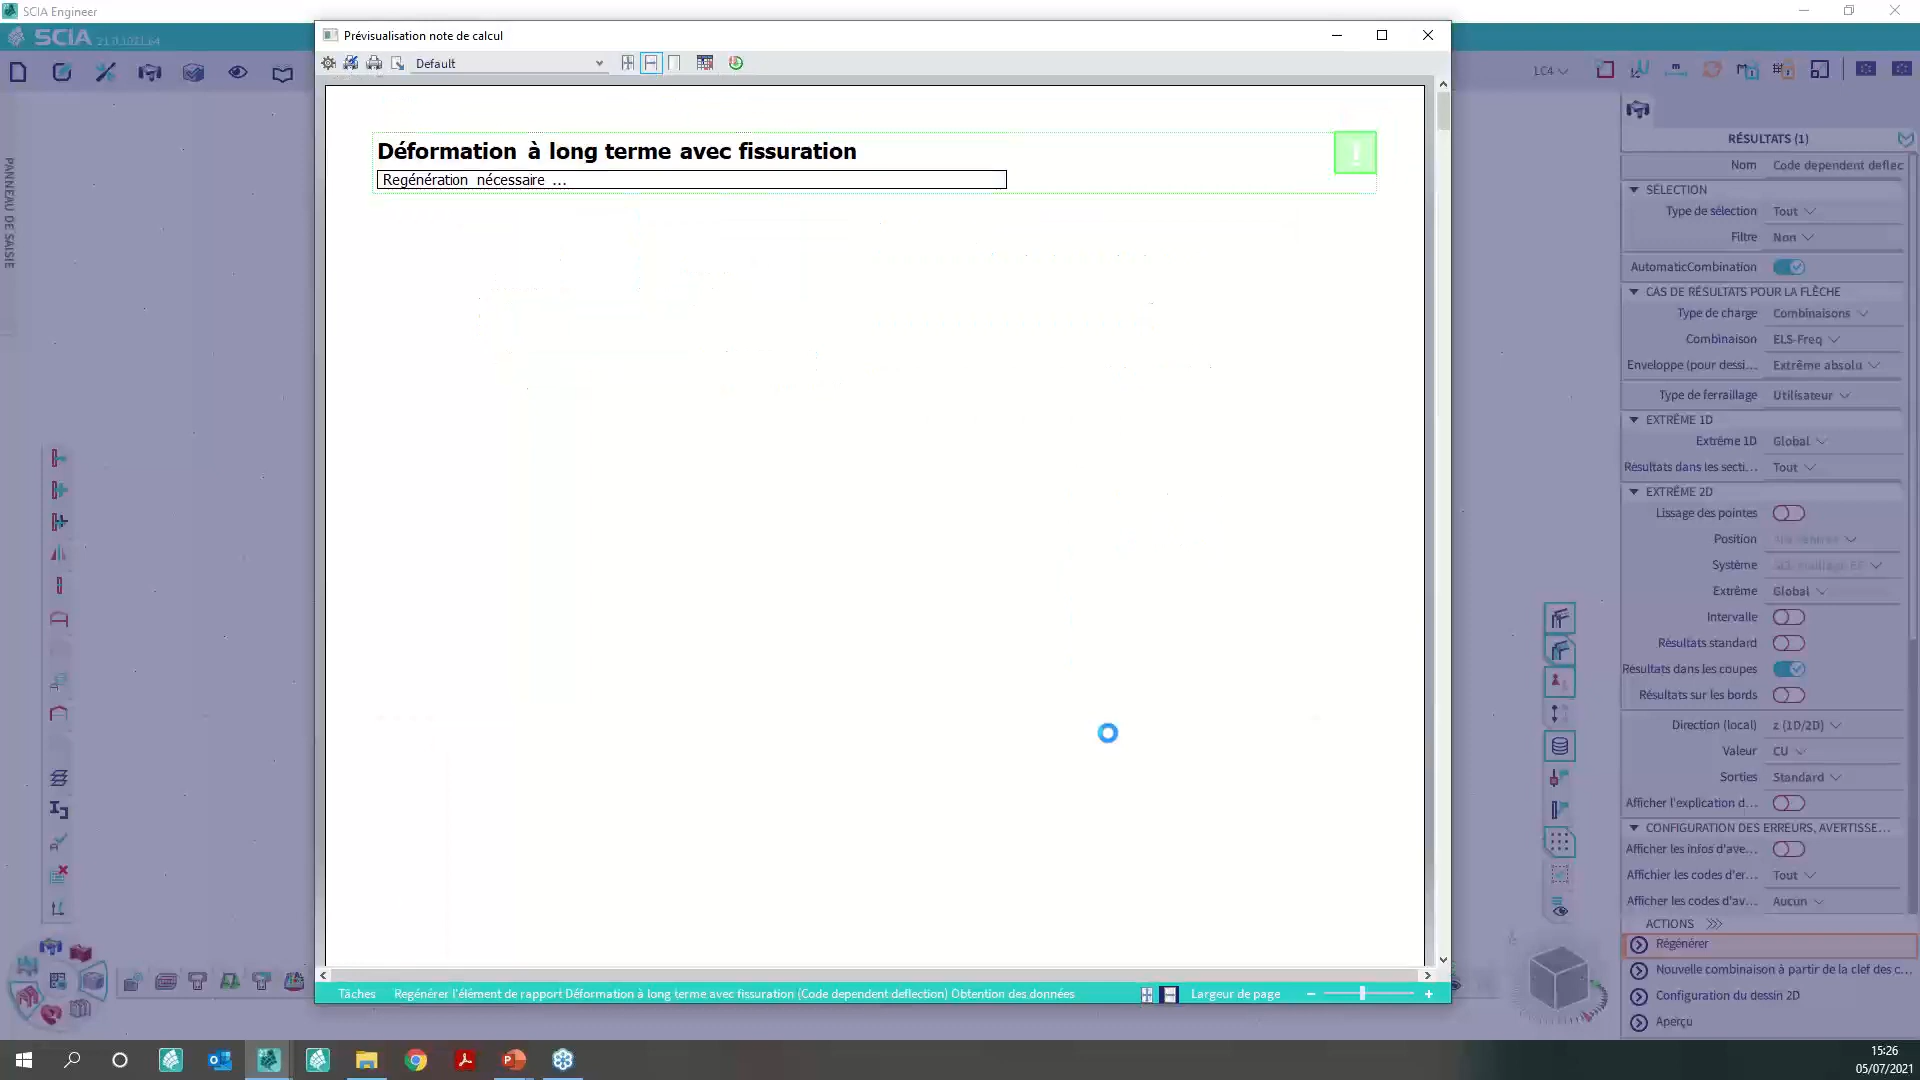 SCIA Engineer
SCIA 21.0.1021.64
Prévisualisation note de calcul
Default
Déformation à long terme avec fissuration
Regénération nécessaire ...
!
PANNEAU DE SAISIE
LC4
RÉSULTATS (1)
Nom Code dependent deflec
SÉLECTION
Type de sélection Tout
Filtre Non
AutomaticCombination
CAS DE RÉSULTATS POUR LA FLÈCHE
Type de charge Combinaisons
Combinaison ELS-Freq
Enveloppe (pour dessi... Extrême absolu
Type de ferraillage Utilisateur
EXTRÊME 1D
Extrême 1D Global
Résultats dans les secti... Tout
EXTRÊME 2D
Lissage des pointes
Position
Système
Extrême Global
Intervalle
Résultats standard
Résultats dans les coupes
Résultats sur les bords
Direction (local) z (1D/2D)
Valeur CU
Sorties Standard
Afficher l'explication d...
CONFIGURATION DES ERREURS, AVERTISSE...
Afficher les infos d'ave...
Affichier les codes d'er... Tout
Afficher les codes d'av... Aucun
ACTIONS >>>
Régénérer
Nouvelle combinaison à partir de la clef des c...
Configuration du dessin 2D
Aperçu
Tâches Regénérer l'élément de rapport Déformation à long terme avec fissuration (Code dependent deflection) Obtention des données
Largeur de page
15:26
05/07/2021